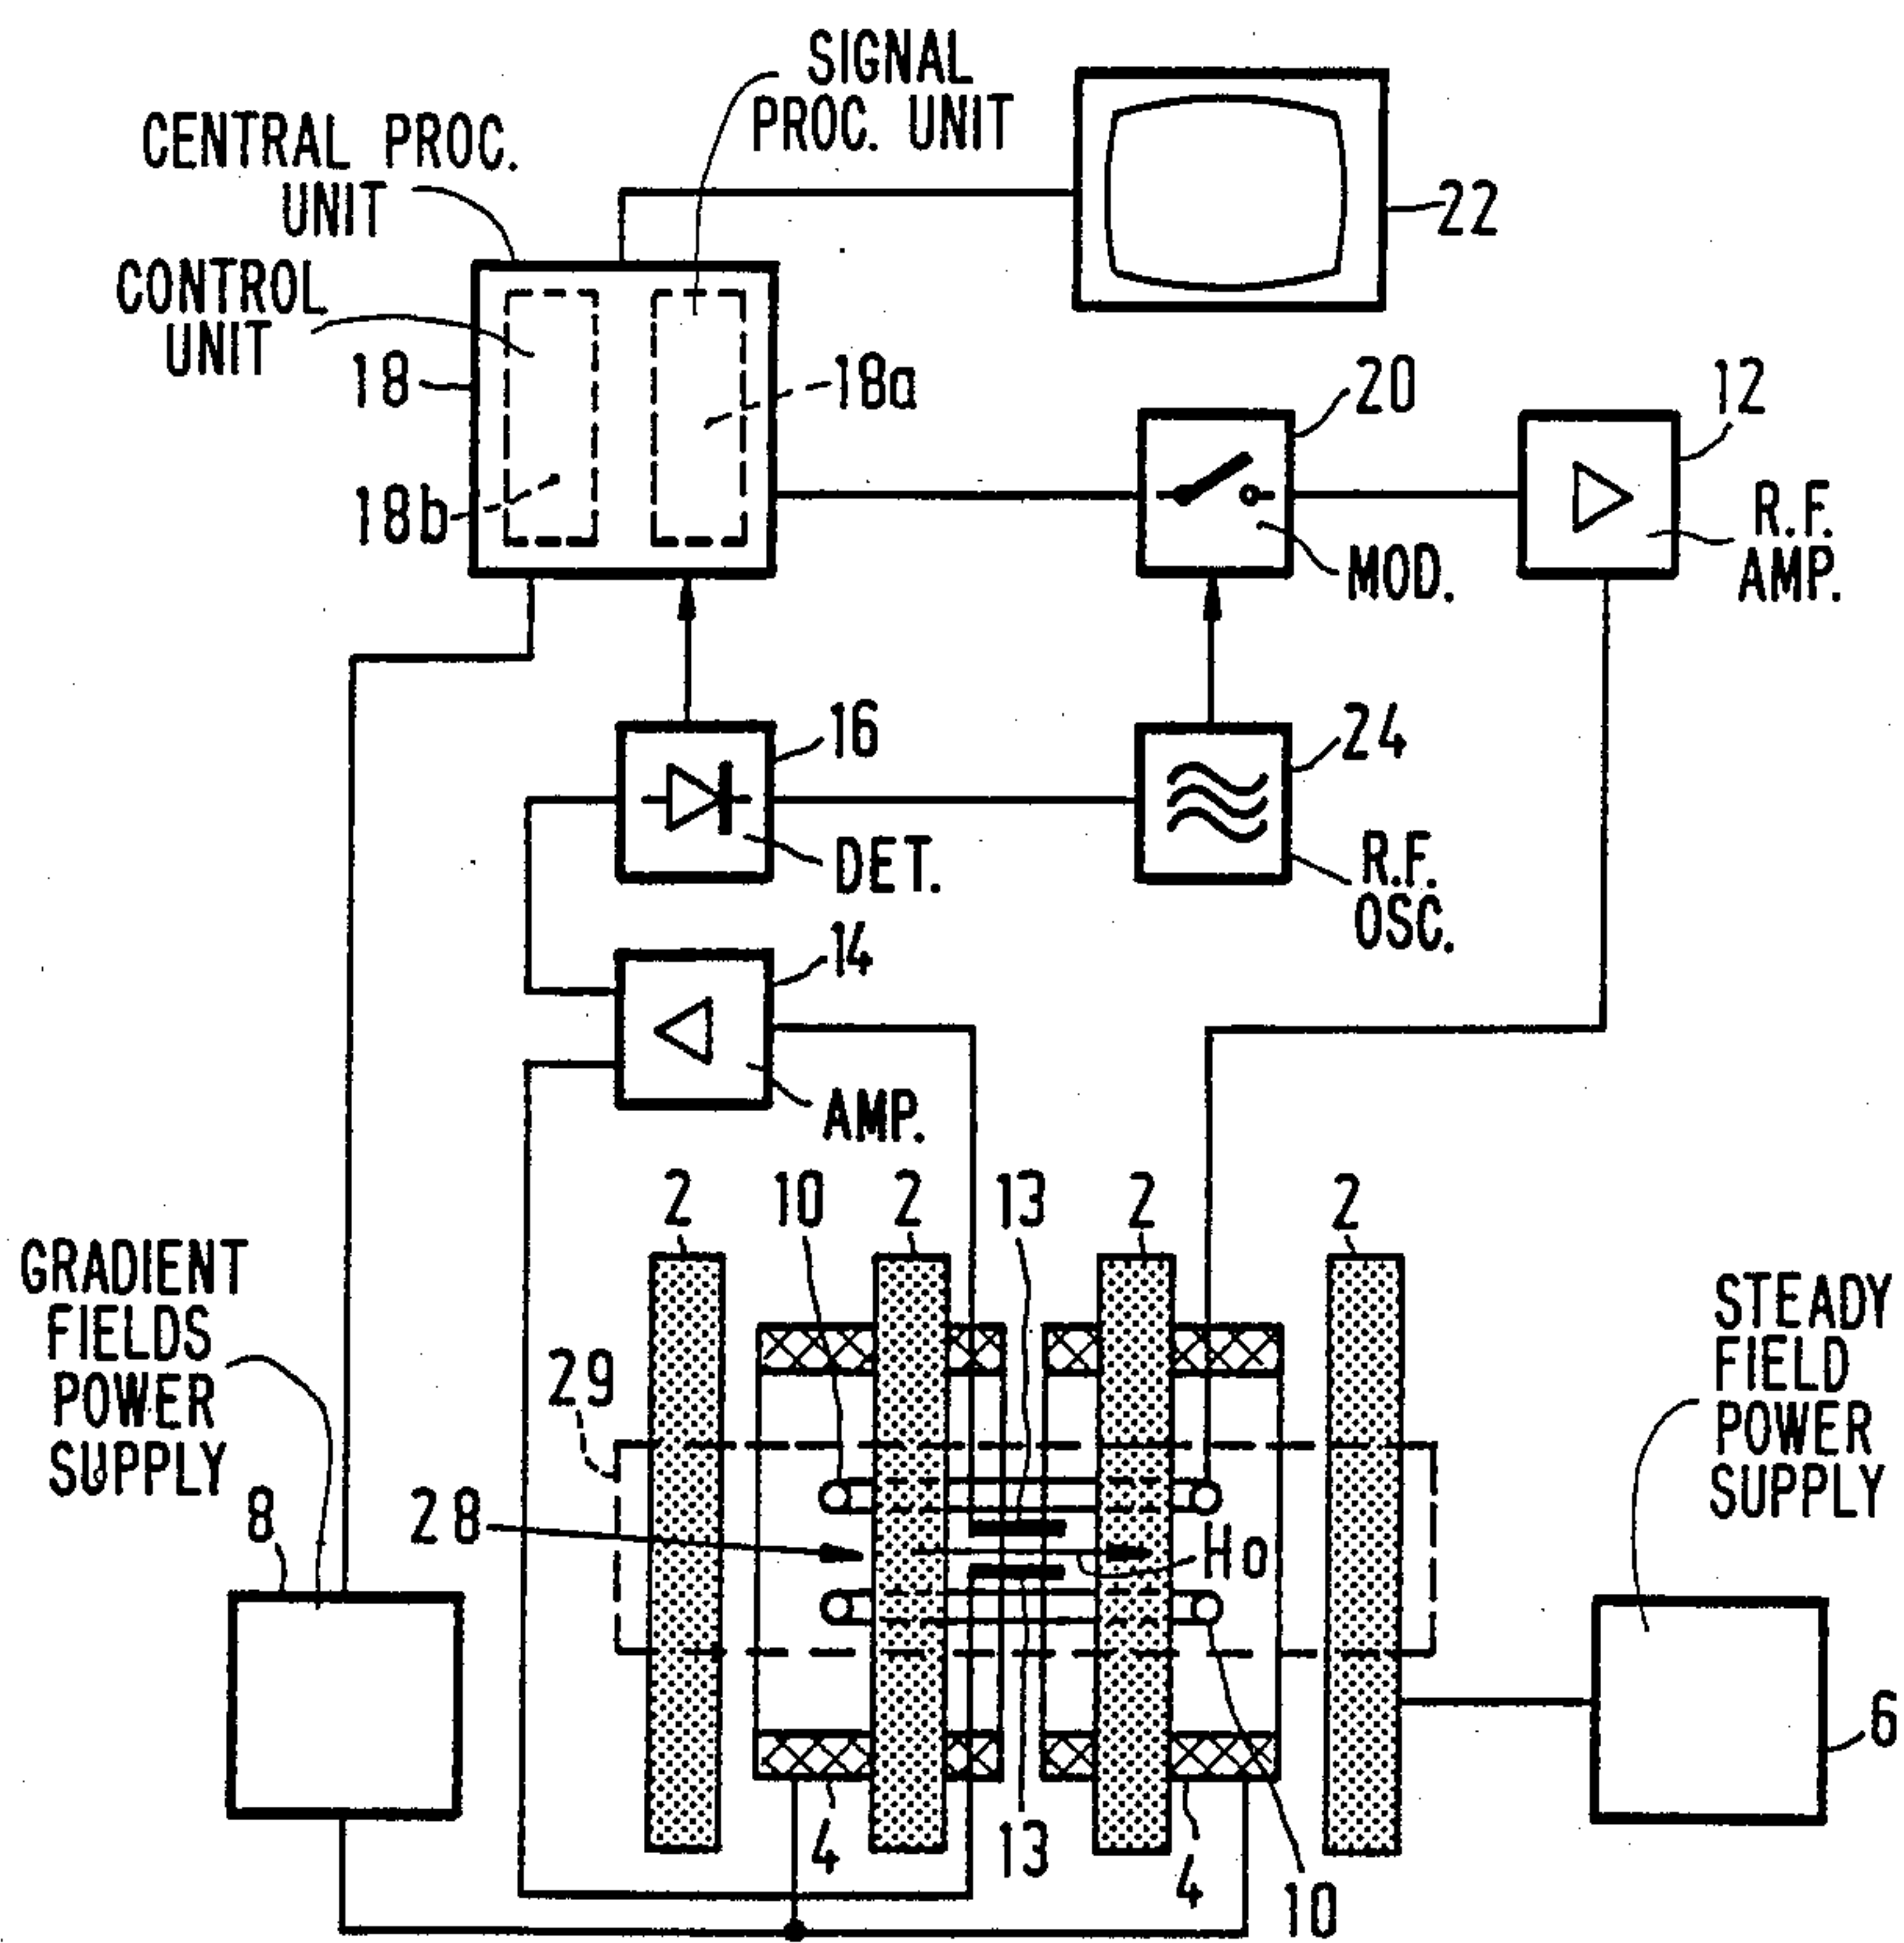 SIGNAL
PROC. UNIT
CENTRAL PROC.
UNIT
22
CONTROL
UNIT
18
18a
20
12
18b
R.F.
AMP.
MOD.
16
24
DET.
R.F.
OSC.
14
AMP.
2
10
2
13
2
2
GRADIENT
FIELDS
POWER
SUPPLY
STEADY
FIELD
POWER
SUPPLY
29
8
28
Ho
6
4
13
4
10